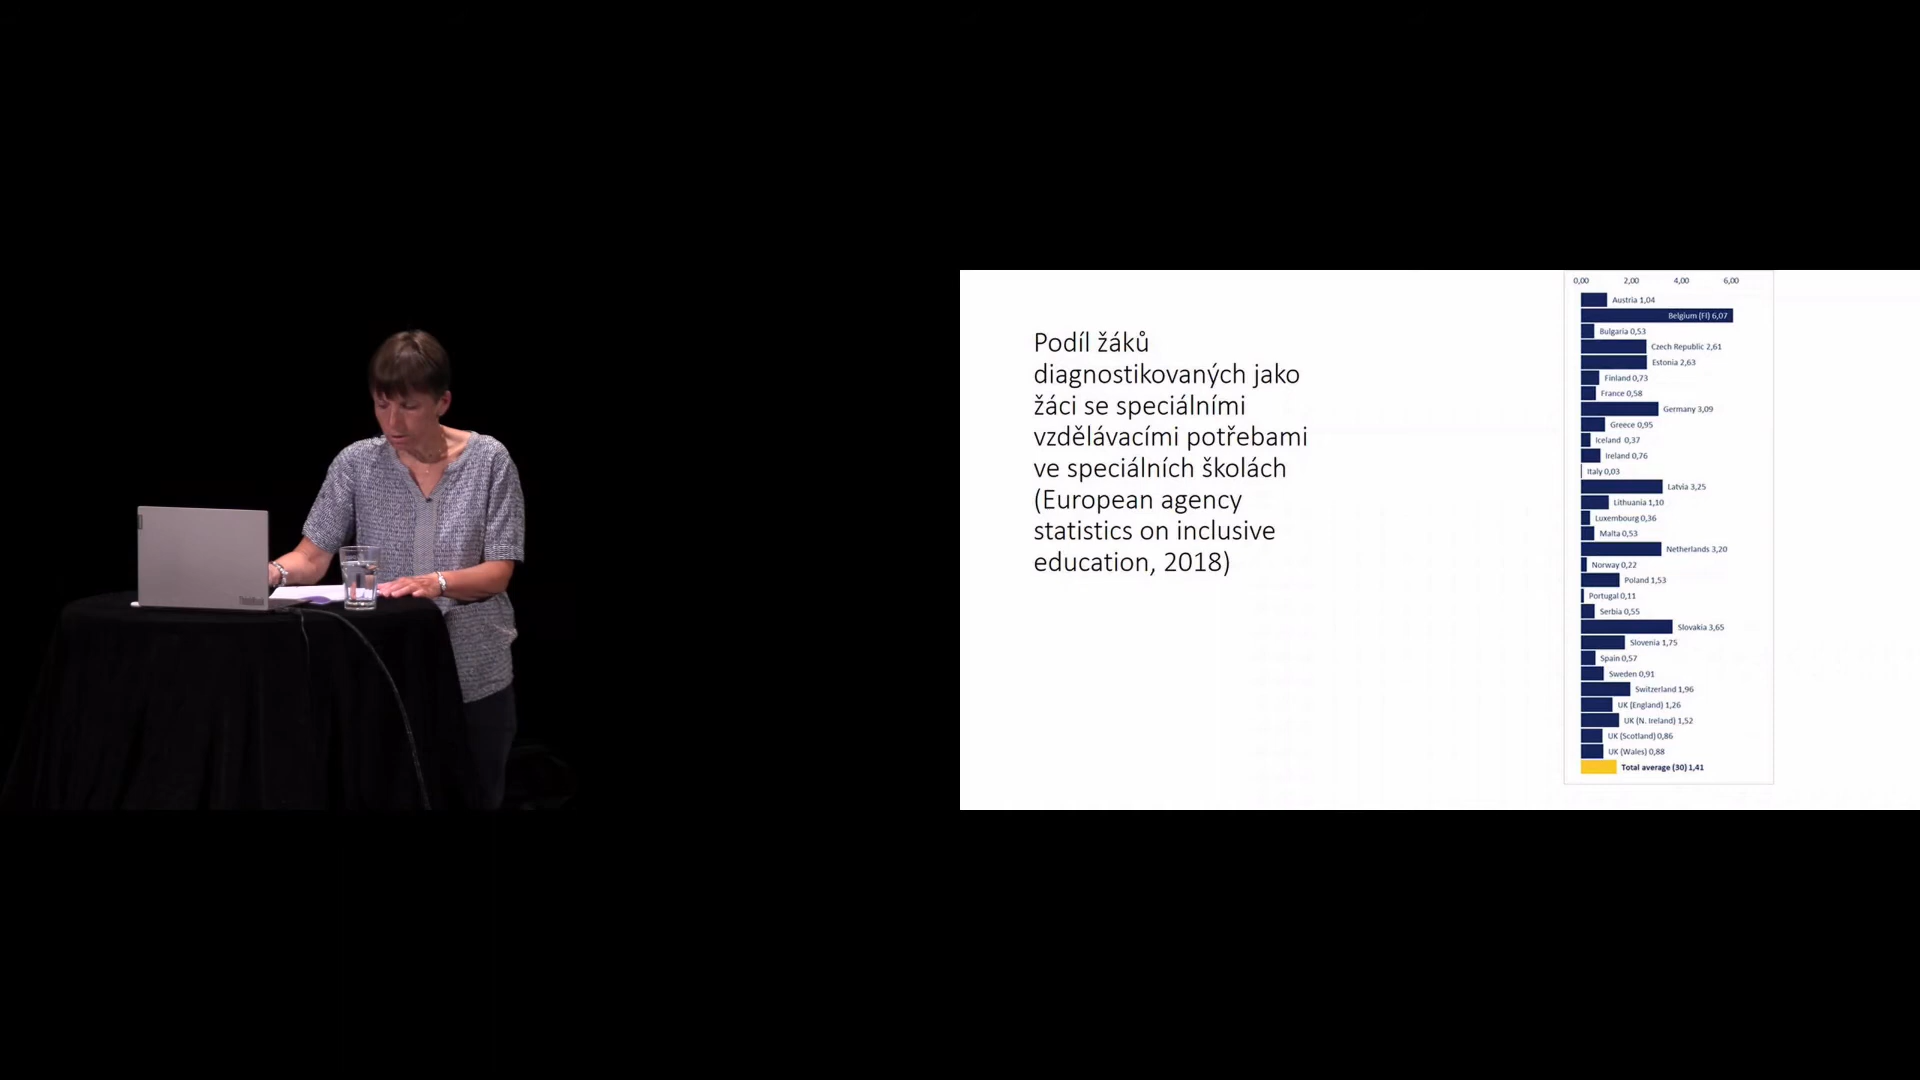 Podíl žáků
diagnostikovaných jako
žáci se speciálními
vzdělávacími potřebami
ve speciálních školách
(European agency
statistics on inclusive
education, 2018)
0,00 2,00 4,00 6,00
Austria 1,04
Belgium (Fl) 6,07
Bulgaria 0,53
Czech Republic 2,61
Estonia 2,63
Finland 0,73
France 0,58
Germany 3,09
Greece 0,95
Iceland 0,37
Ireland 0,76
Italy 0,03
Latvia 3,25
Lithuania 1,10
Luxembourg 0,36
Malta 0,53
Netherlands 3,20
Norway 0,22
Poland 1,53
Portugal 0,11
Serbia 0,55
Slovakia 3,65
Slovenia 1,75
Spain 0,57
Sweden 0,91
Switzerland 1,96
UK (England) 1,26
UK (N. Ireland) 1,52
UK (Scotland) 0,86
UK (Wales) 0,88
Total average (30) 1,41